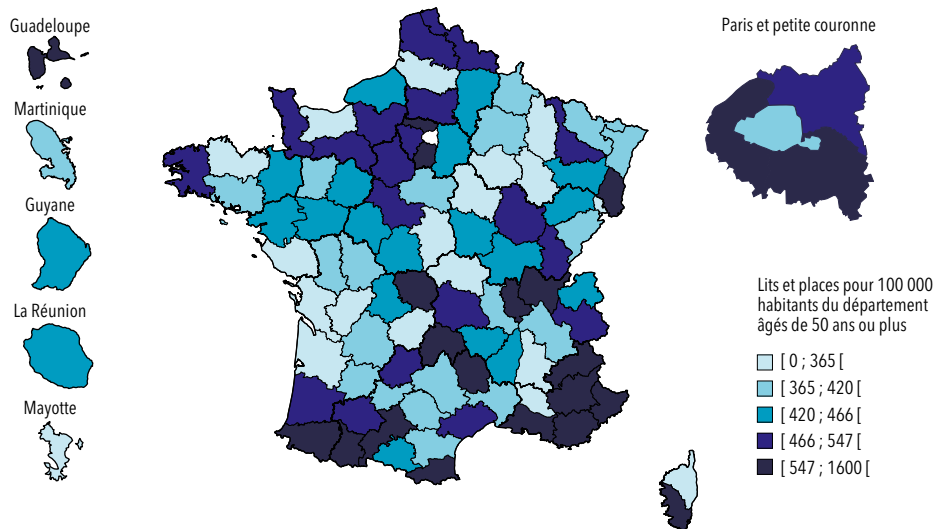 Guadeloupe
Martinique
Guyane
La Réunion
Mayotte
Paris et petite couronne
Lits et places pour 100 000
habitants du département
âgés de 50 ans ou plus
[ 0 ; 365 [
[ 365 ; 420 [
[ 420 ; 466 [
[ 466 ; 547 [
[ 547 ; 1600 [